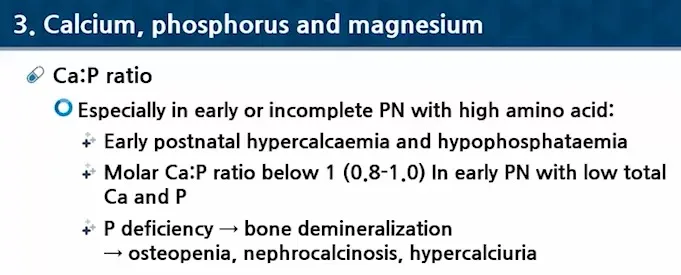 3. Calcium, phosphorus and magnesium
Ca:P ratio
Especially in early or incomplete PN with high amino acid:
Early postnatal hypercalcaemia and hypophosphataemia
Molar Ca:P ratio below 1 (0.8-1.0) In early PN with low total
Ca and P
P deficiency → bone demineralization
→ osteopenia, nephrocalcinosis, hypercalciuria